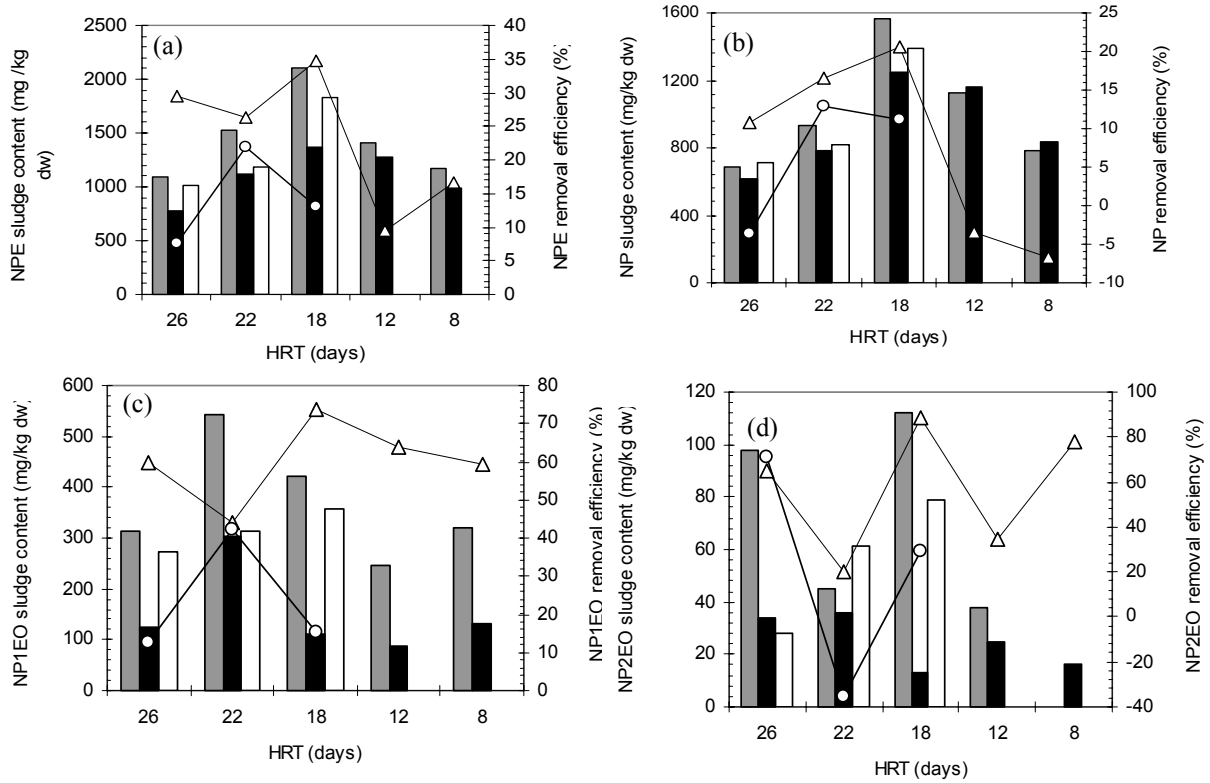 (a)
NPE sludge content (mg /kg
dw)
2500
2000
1500
1000
500
0
40
35
30
25
20
15
10
5
0
NPE removal efficiency (%)
26 22 18 12 8
HRT (days)
(b)
NP sludge content (mg/kg dw)
1600
1200
800
400
0
25
20
15
10
5
0
-5
-10
NP removal efficiency (%)
26 22 18 12 8
HRT (days)
(c)
NP1EO sludge content (mg/kg dw)
600
500
400
300
200
100
0
80
70
60
50
40
30
20
10
0
NP1EO removal efficiency (%)
26 22 18 12 8
HRT (days)
(d)
NP2EO sludge content (mg/kg dw)
120
100
80
60
40
20
0
100
80
60
40
20
0
-20
-40
NP2EO removal efficiency (%)
26 22 18 12 8
HRT (days)